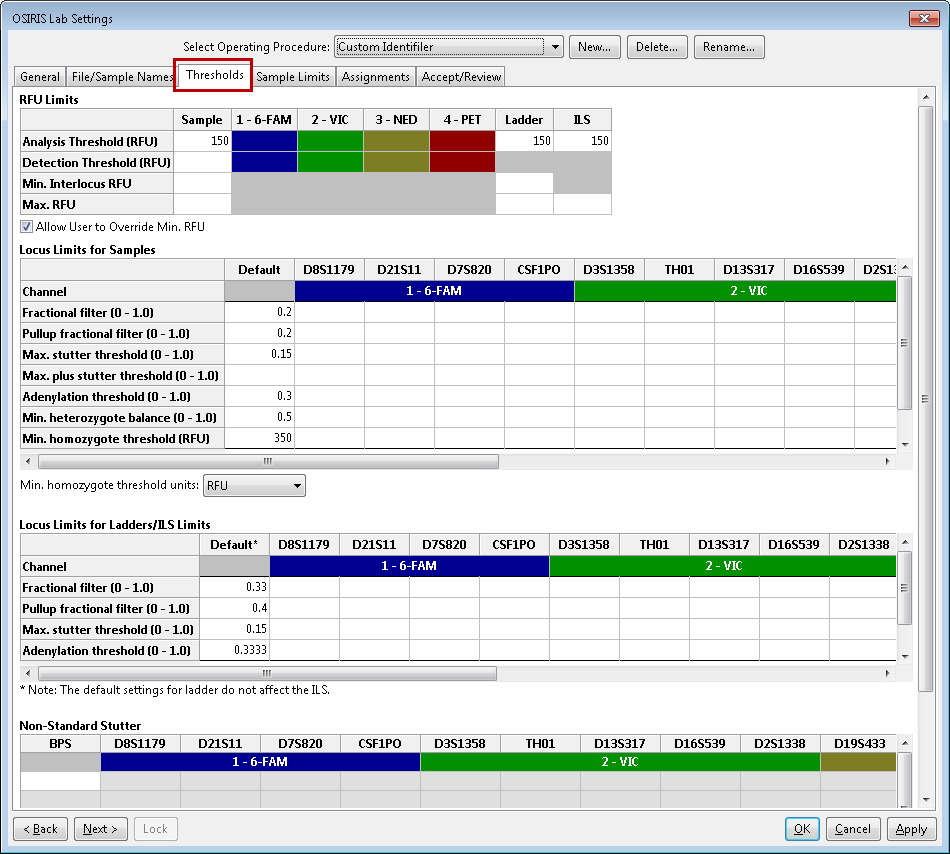 OSIRIS Lab Settings
Select Operating Procedure: Custom Identifiler New... Delete... Rename...
General File/Sample Names Thresholds Sample Limits Assignments Accept/Review
RFU Limits
Sample 1 - 6-FAM 2 - VIC 3 - NED 4 - PET Ladder ILS
Analysis Threshold (RFU) 150 150 150
Detection Threshold (RFU)
Min. Interlocus RFU
Max. RFU
Allow User to Override Min. RFU
Locus Limits for Samples
Default D8S1179 D21S11 D7S820 CSF1PO D3S1358 TH01 D13S317 D16S539 D2S13
Channel 1 - 6-FAM 2 - VIC
Fractional filter (0 - 1.0) 0.2
Pullup fractional filter (0 - 1.0) 0.2
Max. stutter threshold (0 - 1.0) 0.15
Max. plus stutter threshold (0 - 1.0)
Adenylation threshold (0 - 1.0) 0.3
Min. heterozygote balance (0 - 1.0) 0.5
Min. homozygote threshold (RFU) 350
Min. homozygote threshold units: RFU
Locus Limits for Ladders/ILS Limits
Default* D8S1179 D21S11 D7S820 CSF1PO D3S1358 TH01 D13S317 D16S539 D2S1338
Channel 1 - 6-FAM 2 - VIC
Fractional filter (0 - 1.0) 0.33
Pullup fractional filter (0 - 1.0) 0.4
Max. stutter threshold (0 - 1.0) 0.15
Adenylation threshold (0 - 1.0) 0.3333
* Note: The default settings for ladder do not affect the ILS.
Non-Standard Stutter
BPS D8S1179 D21S11 D7S820 CSF1PO D3S1358 TH01 D13S317 D16S539 D2S1338 D19S433
1 - 6-FAM 2 - VIC
< Back Next > Lock OK Cancel Apply